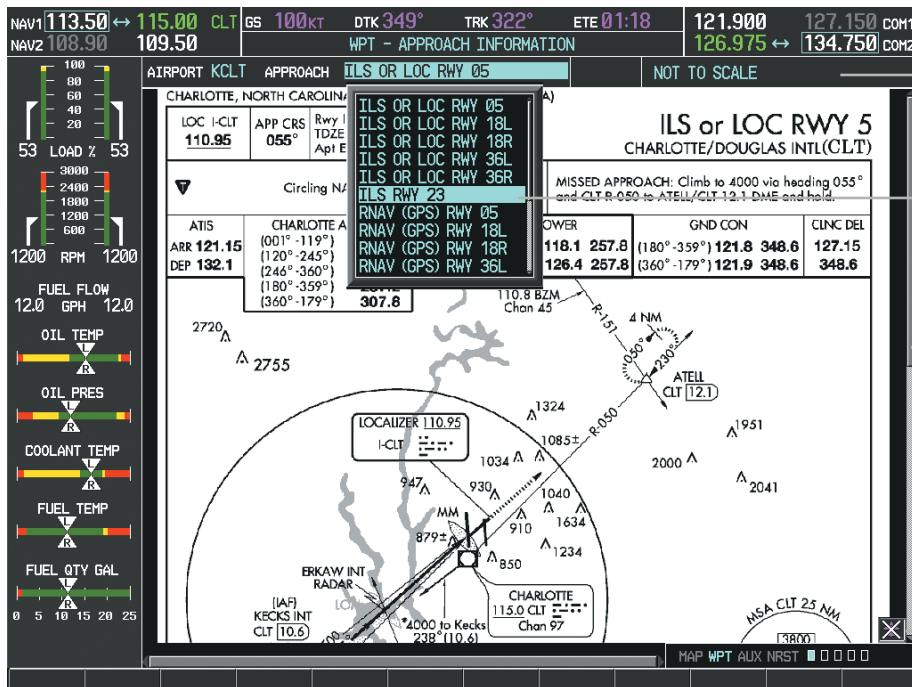 NAV1 113.50 ↔ 115.00 CLT
NAV2 108.90 109.50
GS 100KT DTK 349° TRK 322° ETE 01:18
WPT - APPROACH INFORMATION
121.900 127.150 COM1
126.975 ↔ 134.750 COM2
AIRPORT KCLT APPROACH ILS OR LOC RWY 05
NOT TO SCALE
100
80
60
40
20
53 LOAD % 53
3000
2400
1800
1200
600
1200 RPM 1200
FUEL FLOW
12.0 GPH 12.0
OIL TEMP
L
R
OIL PRES
L
R
COOLANT TEMP
L
R
FUEL TEMP
L
R
FUEL QTY GAL
L
R
0 5 10 15 20 25
ILS OR LOC RWY 05
ILS OR LOC RWY 18L
ILS OR LOC RWY 18R
ILS OR LOC RWY 36L
ILS OR LOC RWY 36R
ILS RWY 23
RNAV (GPS) RWY 05
RNAV (GPS) RWY 18L
RNAV (GPS) RWY 18R
RNAV (GPS) RWY 36L
CHARLOTTE, NORTH CAROLINA
ILS or LOC RWY 5
CHARLOTTE/DOUGLAS INTL (CLT)
LOC I-CLT
110.95
APP CRS
055°
Rwy
TDZE
Apt E
T
Circling NA
MISSED APPROACH: Climb to 4000 via heading 055°
and CLT R-050 to ATELL/CLT 12.1 DME and hold.
ATIS
ARR 121.15
DEP 132.1
CHARLOTTE A
(001° -119°)
(120° -245°)
(246° -360°)
(180° -359°)
(360° -179°) 307.8
OWER
118.1 257.8
126.4 257.8
GND CON
(180° -359°) 121.8 348.6
(360° -179°) 121.9 348.6
CLNC DEL
127.15
348.6
110.8 BZM
Chan 45
R-151
4 NM
050°
230°
ATELL
CLT 12.1
R-050
2720
2755
LOCALIZER 110.95
I-CLT
1324
1085±
1034
947
930
1040
1634
910
1234
850
879±
MM
1951
2000
2041
ERKAW INT
RADAR
(IAF)
KECKS INT
CLT 10.6
*4000 to Kecks
238° (10.6)
CHARLOTTE
115.0 CLT
Chan 97
MSA CLT 25 NM
3800
MAP WPT AUX NRST